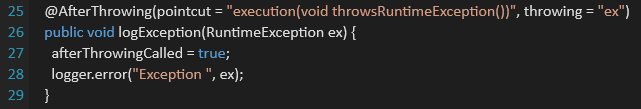 25 @AfterThrowing(pointcut = "execution(void throwsRuntimeException())", throwing = "ex")
26 public void logException(RuntimeException ex) {
27 afterThrowingCalled = true;
28 logger.error("Exception ", ex);
29 }